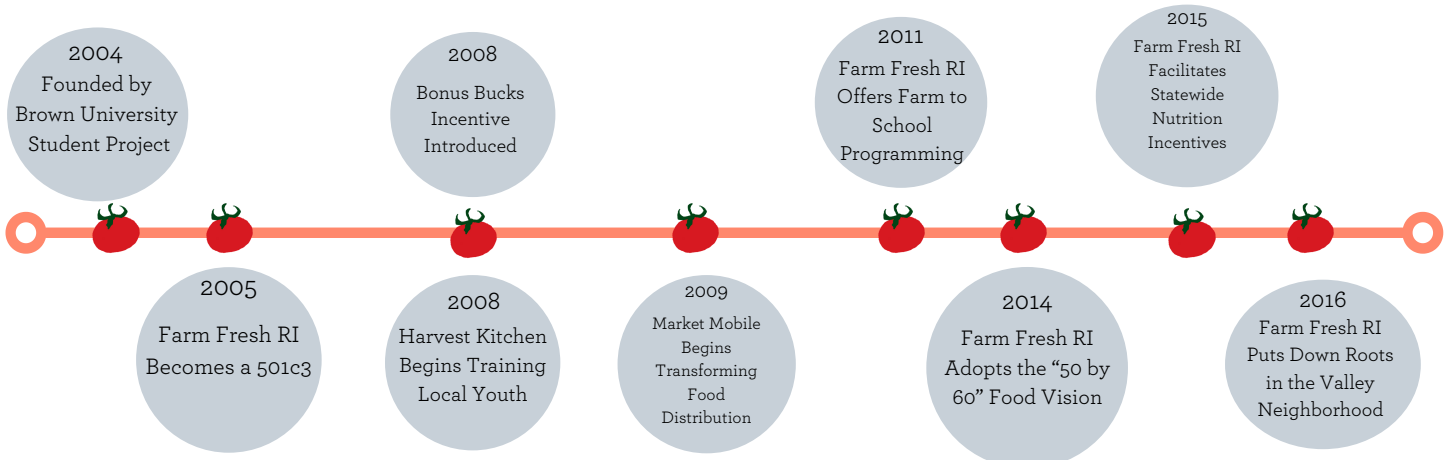 2004
Founded by
Brown University
Student Project
2005
Farm Fresh RI
Becomes a 501c3
2008
Bonus Bucks
Incentive
Introduced
2008
Harvest Kitchen
Begins Training
Local Youth
2009
Market Mobile
Begins
Transforming
Food
Distribution
2011
Farm Fresh RI
Offers Farm to
School
Programming
2014
Farm Fresh RI
Adopts the “50 by
60” Food Vision
2015
Farm Fresh RI
Facilitates
Statewide
Nutrition
Incentives
2016
Farm Fresh RI
Puts Down Roots
in the Valley
Neighborhood